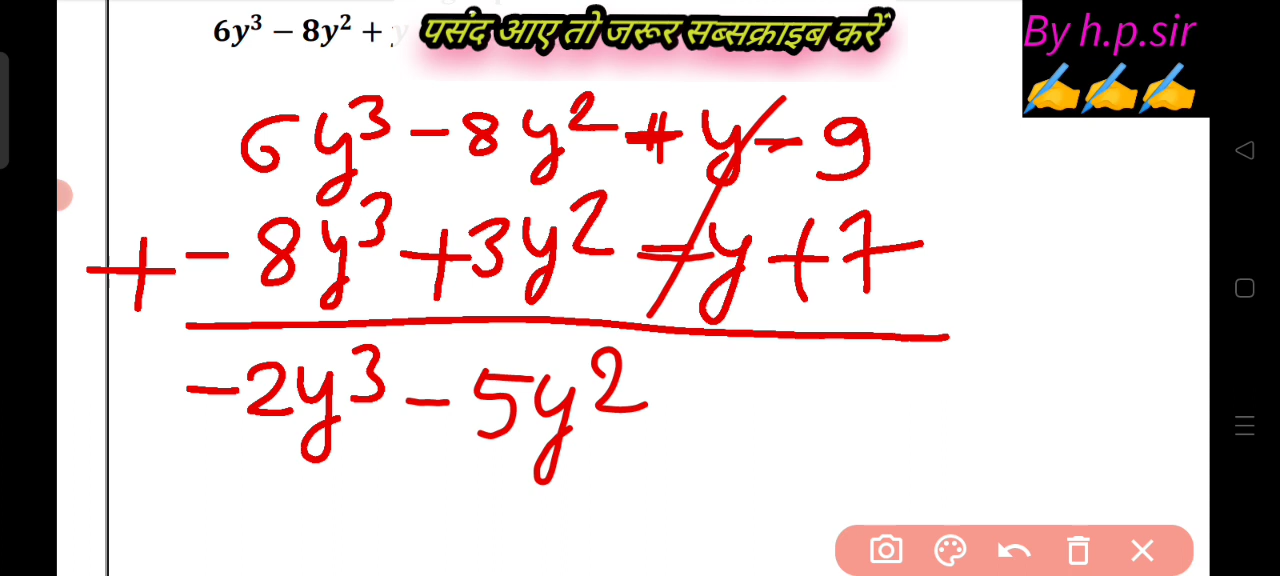 6y³ − 8y² +
पसंद आए तो जरूर सब्सक्राइब करें
By h.p.sir
✍✍✍
6y³ − 8y² + y − 9
+ − 8y³ + 3y² − y + 7
− 2y³ − 5y²